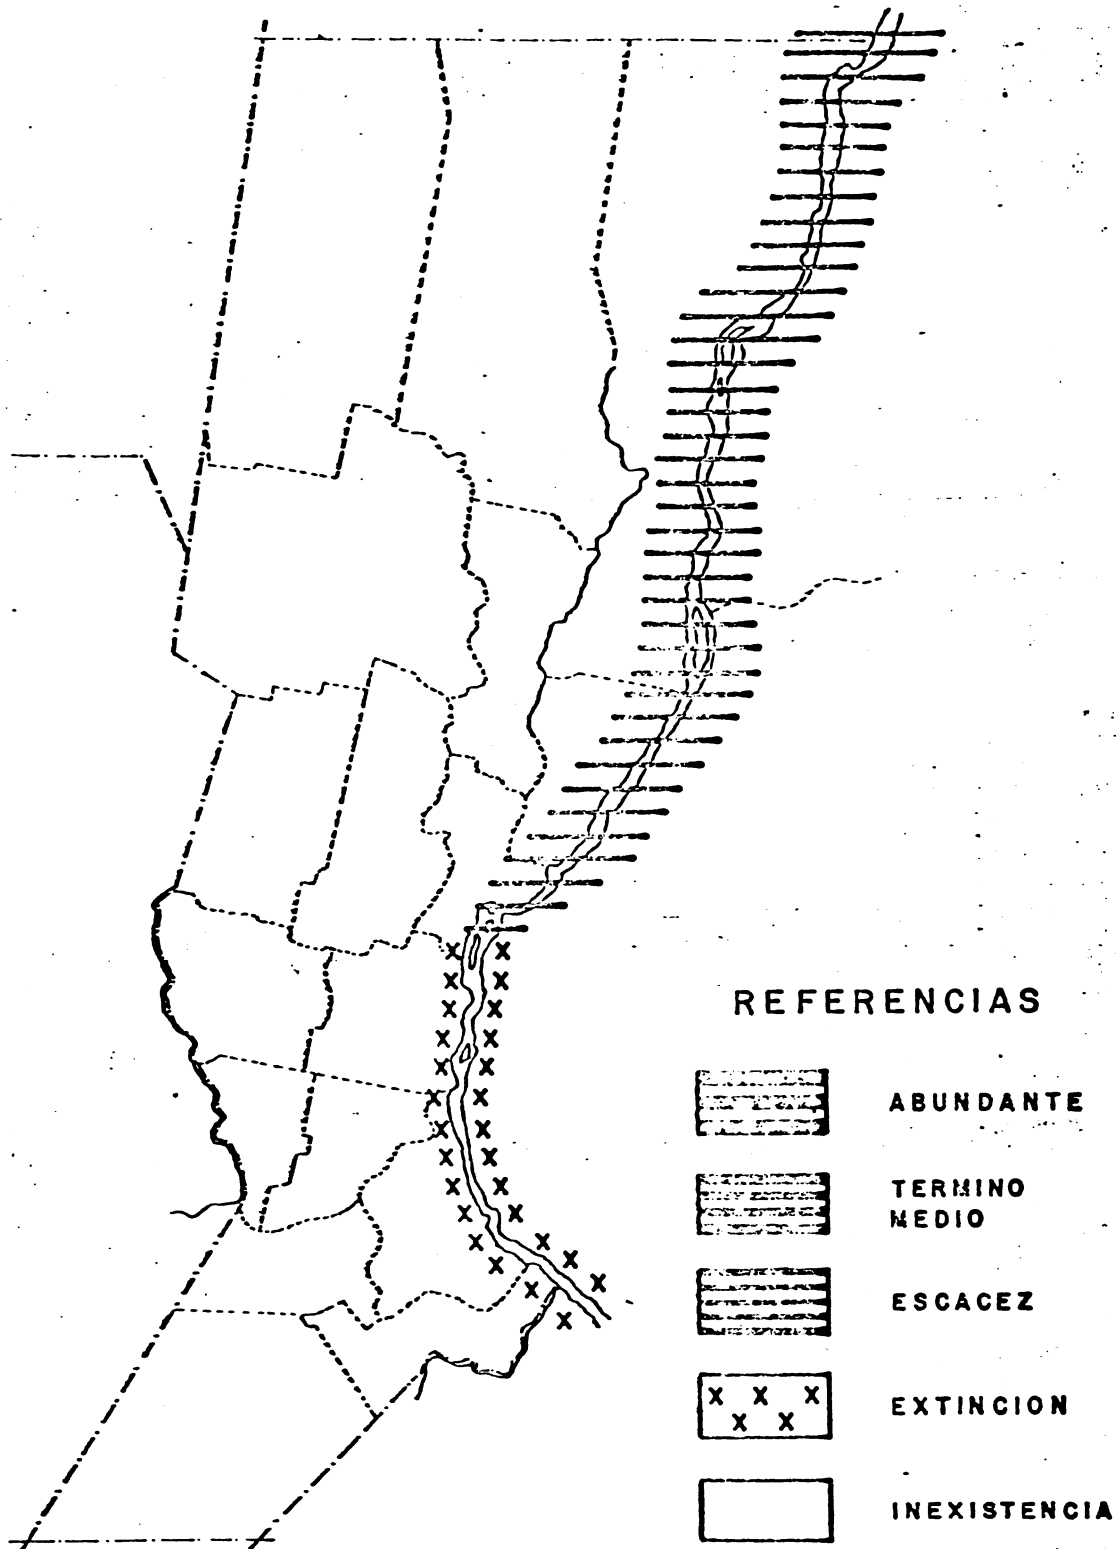 REFERENCIAS
ABUNDANTE
TERMINO
MEDIO
ESCACEZ
EXTINCION
INEXISTENCIA